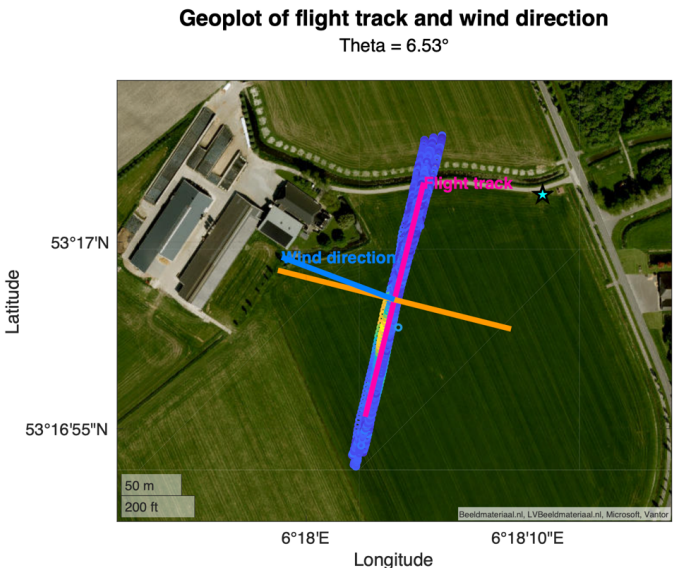 Geoplot of flight track and wind direction
Theta = 6.53°
Flight track
Wind direction
53°17'N
53°16'55"N
Latitude
50 m
200 ft
Beeldmateriaal.nl, LVBeeldmateriaal.nl, Microsoft, Vantor
6°18'E
6°18'10"E
Longitude